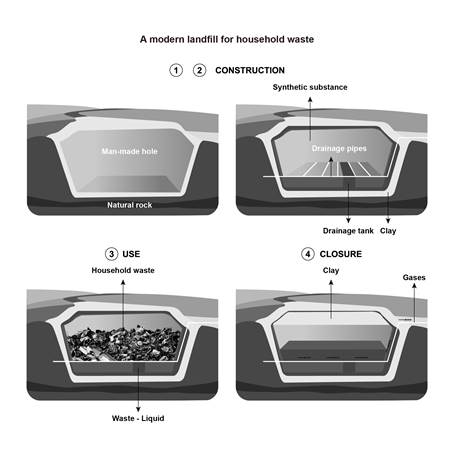 A modern landfill for household waste
1 2 CONSTRUCTION
Synthetic substance
Man-made hole
Drainage pipes
Natural rock
Drainage tank Clay
3 USE
4 CLOSURE
Household waste
Clay
Gases
Waste - Liquid